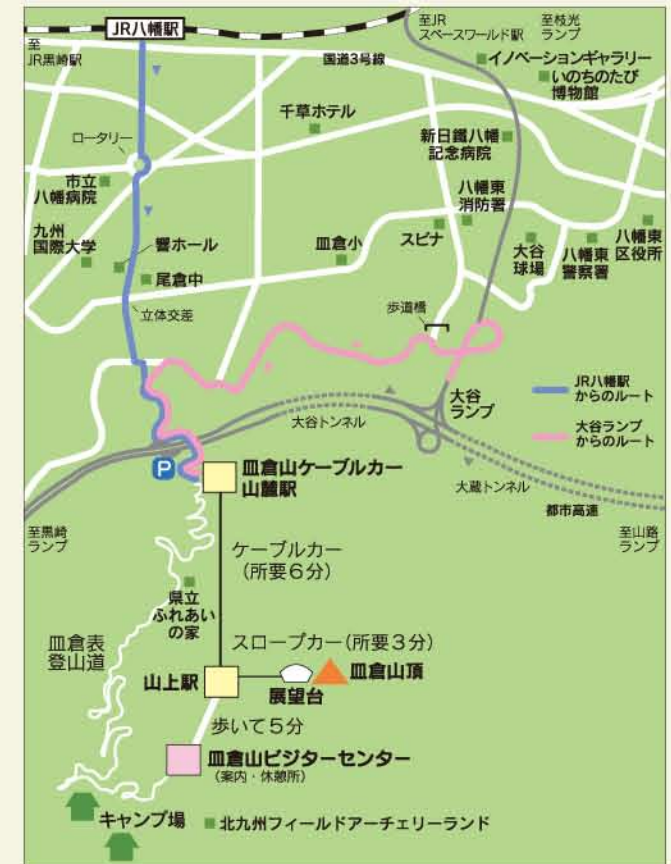 JR八幡駅
至
JR黒崎駅
至JR
スペースワールド駅
至枝光
ランプ
国道3号線
イノベーションギャラリー
いのちのたび
博物館
千草ホテル
新日鐵八幡
記念病院
ロータリー
市立
八幡病院
八幡東
消防署
九州
国際大学
響ホール
尾倉中
皿倉小
スピナ
大谷
球場
八幡東
警察署
八幡東
区役所
立体交差
歩道橋
大谷
ランプ
JR八幡駅
からのルート
大谷ランプ
からのルート
大谷トンネル
P
皿倉山ケーブルカー
山麓駅
大蔵トンネル
都市高速
至黒崎
ランプ
至山路
ランプ
ケーブルカー
(所要6分)
県立
ふれあい
の家
皿倉表
登山道
スロープカー(所要3分)
山上駅
展望台
皿倉山頂
歩いて5分
皿倉山ビジターセンター
(案内・休憩所)
キャンプ場
北九州フィールドアーチェリーランド